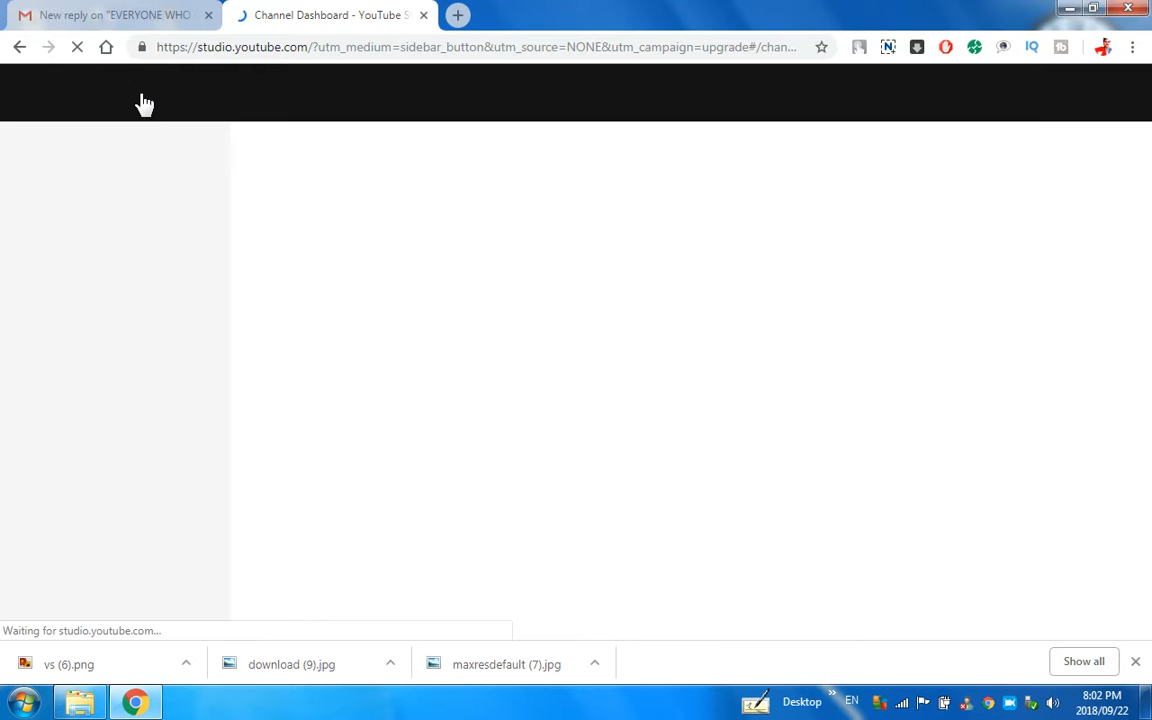 New reply on "EVERYONE WHO
Channel Dashboard - YouTube S
https://studio.youtube.com/?utm_medium=sidebar_button&utm_source=NONE&utm_campaign=upgrade#/chan...
IQ
Waiting for studio.youtube.com...
vs (6).png
download (9).jpg
maxresdefault (7).jpg
Show all
Desktop
EN
8:02 PM
2018/09/22